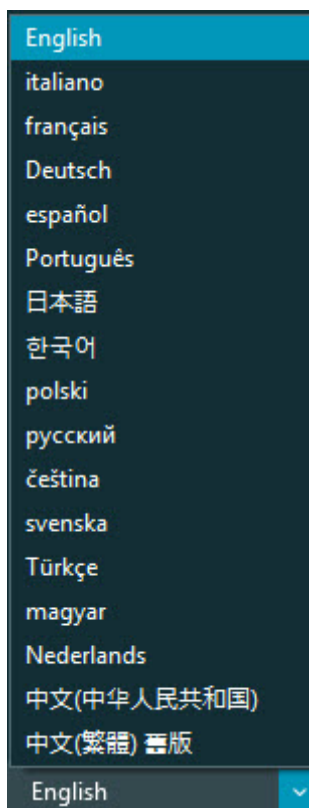 English
italiano
français
Deutsch
español
Português
日本語
한국어
polski
русский
čeština
svenska
Türkçe
magyar
Nederlands
中文(中华人民共和国)
中文(繁體) 舊版
English